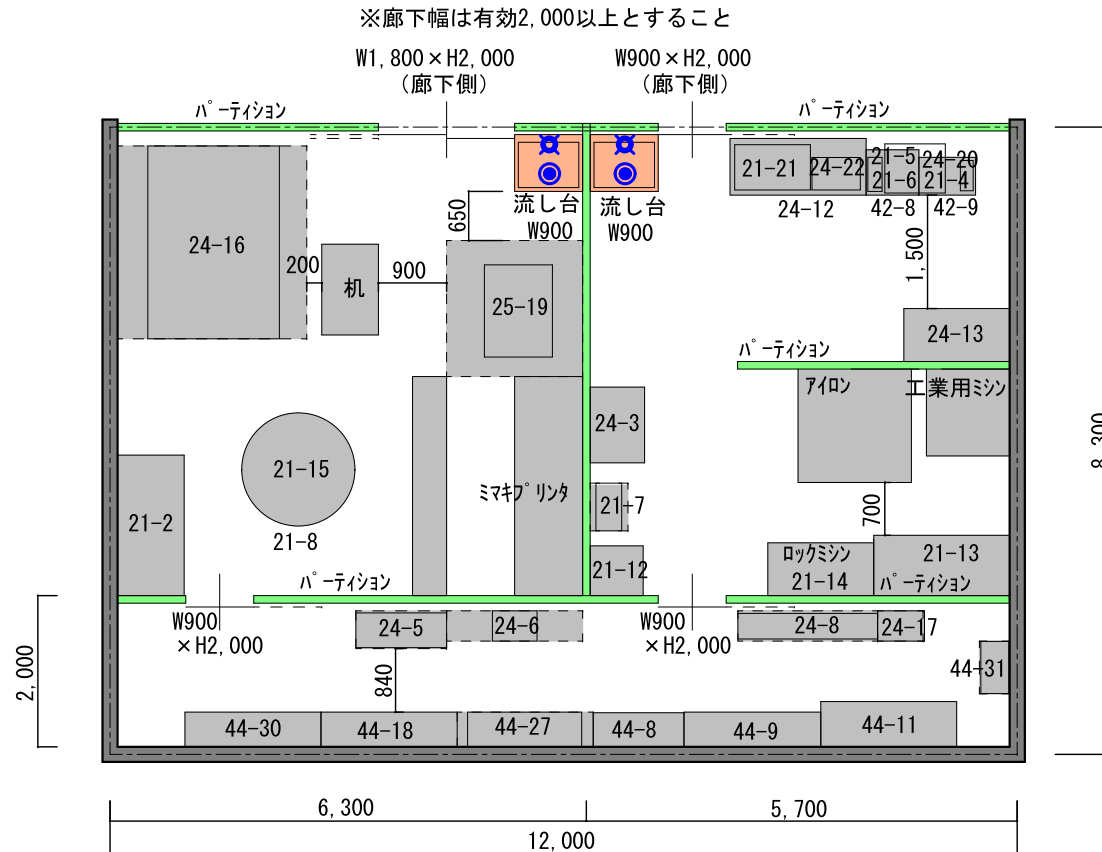 ※廊下幅は有効2,000以上とすること
W1,800×H2,000
(廊下側)
W900×H2,000
(廊下側)
パーティション
パーティション
流し台
W900
流し台
W900
21-21
24-22
21-5
21-6
24-20
21-4
24-12
42-8
42-9
24-16
200
机
900
650
25-19
1,500
24-13
パーティション
アイロン
工業用ミシン
24-3
21-7
21-12
21-15
21-8
21-2
ミマキプリンタ
700
ロックミシン
21-14
21-13
パーティション
パーティション
W900
×H2,000
W900
×H2,000
24-5
24-6
24-8
24-17
44-31
840
2,000
44-30
44-18
44-27
44-8
44-9
44-11
8,300
6,300
5,700
12,000